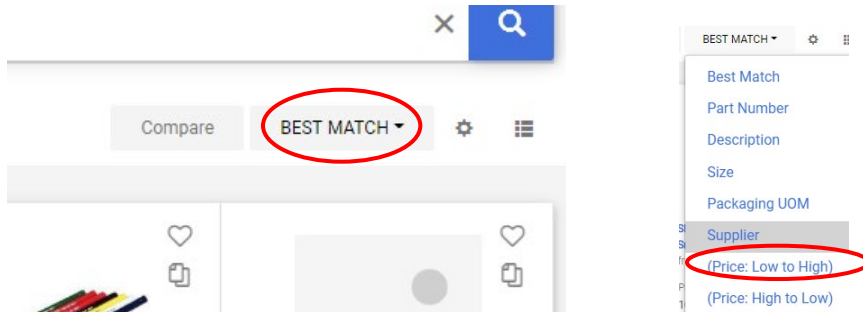 Compare
BEST MATCH
BEST MATCH
Best Match
Part Number
Description
Size
Packaging UOM
Supplier
(Price: Low to High)
(Price: High to Low)